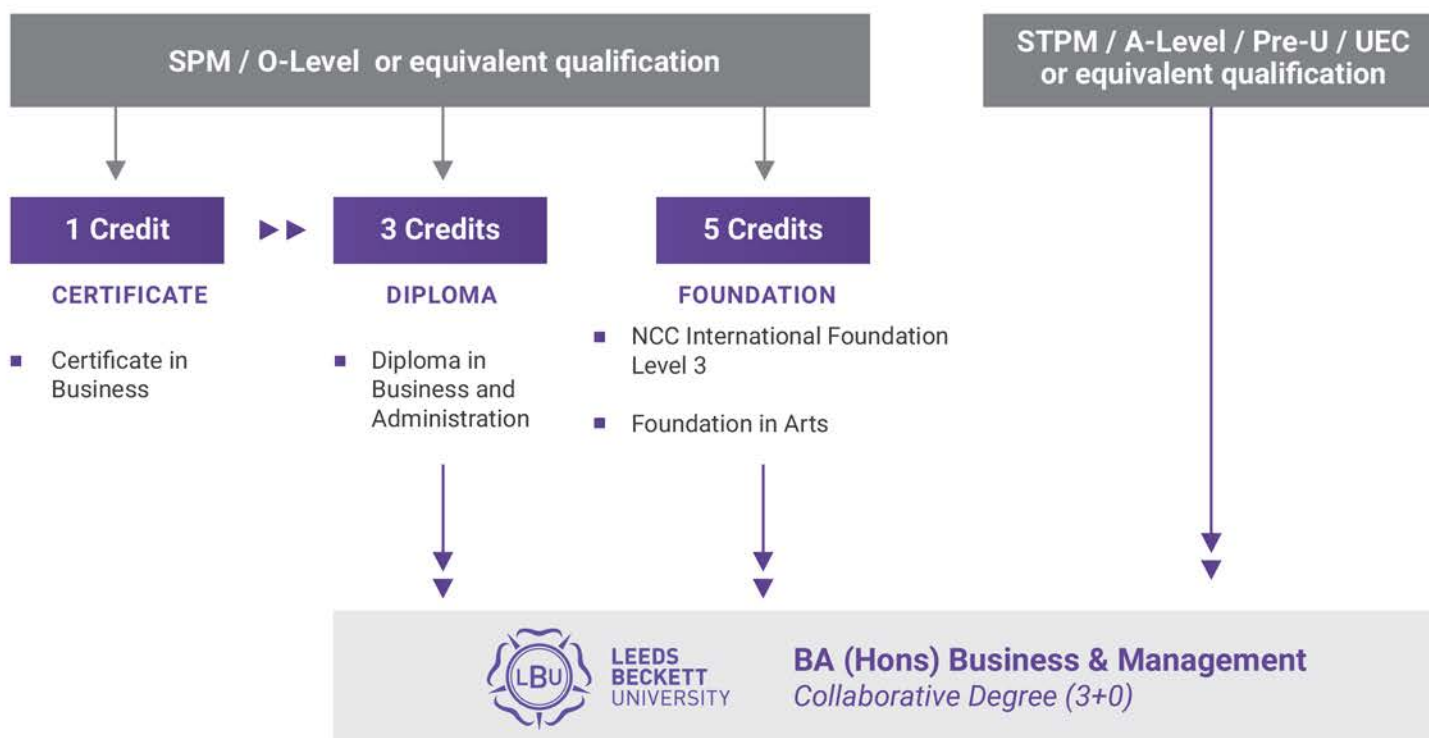 SPM / O-Level or equivalent qualification
STPM / A-Level / Pre-U / UEC
or equivalent qualification
1 Credit
CERTIFICATE
Certificate in
Business
3 Credits
DIPLOMA
Diploma in
Business and
Administration
5 Credits
FOUNDATION
NCC International Foundation
Level 3
Foundation in Arts
LBU
LEEDS
BECKETT
UNIVERSITY
BA (Hons) Business & Management
Collaborative Degree (3+0)